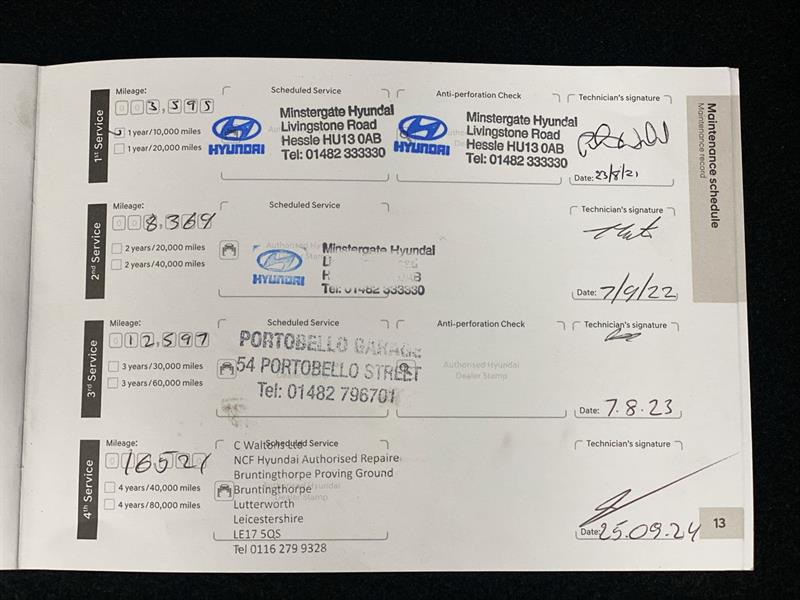 Maintenance schedule
Maintenance record
1st Service
Mileage:
003,595
1 year/10,000 miles
1 year/20,000 miles
Scheduled Service
HYUNDAI
Minstergate Hyundai
Livingstone Road
Hessle HU13 0AB
Tel: 01482 333330
Anti-perforation Check
HYUNDAI
Minstergate Hyundai
Livingstone Road
Hessle HU13 0AB
Tel: 01482 333330
Technician's signature
Date: 23/8/21
2nd Service
Mileage:
008,369
2 years/20,000 miles
2 years/40,000 miles
Scheduled Service
HYUNDAI
Minstergate Hyundai
Tel: 01482 333330
Technician's signature
Date: 7/9/22
3rd Service
Mileage:
012,597
3 years/30,000 miles
3 years/60,000 miles
Scheduled Service
PORTOBELLO GARAGE
54 PORTOBELLO STREET
Tel: 01482 796701
Anti-perforation Check
Authorised Hyundai
Dealer Stamp
Technician's signature
Date: 7.8.23
4th Service
Mileage:
16521
4 years/40,000 miles
4 years/80,000 miles
Scheduled Service
C Waltons Ltd
NCF Hyundai Authorised Repaire
Bruntingthorpe Proving Ground
Bruntingthorpe
Lutterworth
Leicestershire
LE17 5QS
Tel 0116 279 9328
Technician's signature
Date: 25.09.24
13